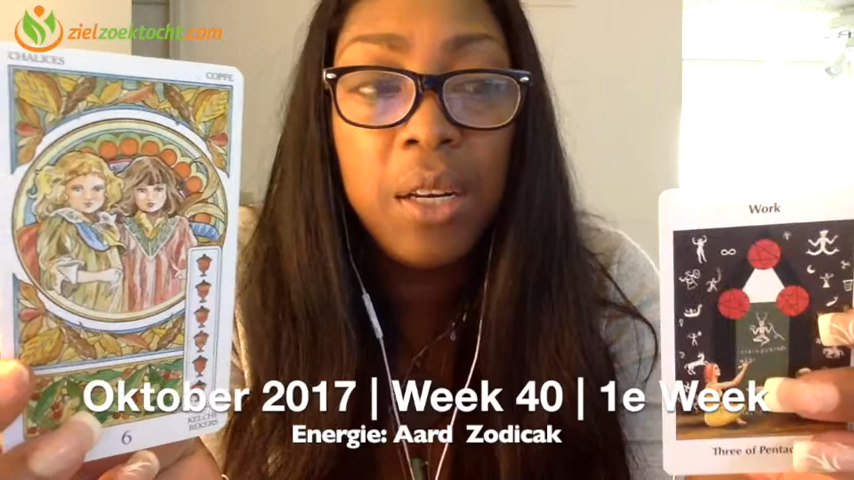 zielzoektocht.com
CHALICES
COPPE
Work
Oktober 2017 | Week 40 | 1e Week
Energie: Aard Zodicak
KELCH
BEKERS
6
Three of Pentac